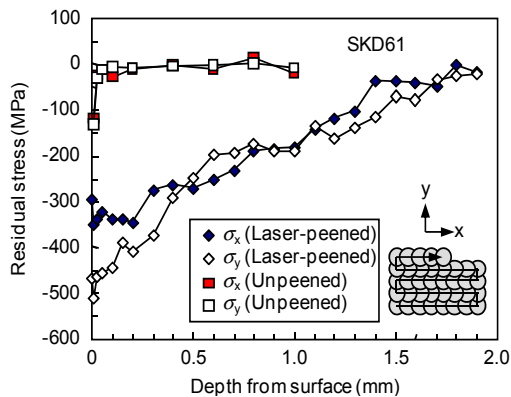 100
0
-100
-200
-300
-400
-500
-600
Residual stress (MPa)
SKD61
y
x
σx (Laser-peened)
σy (Laser-peened)
σx (Unpeened)
σy (Unpeened)
0 0.5 1.0 1.5 2.0
Depth from surface (mm)